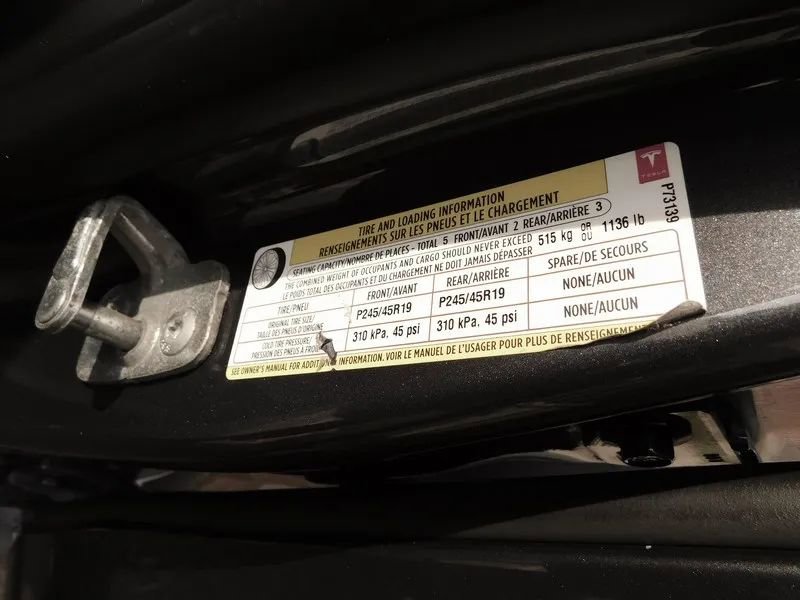 TIRE AND LOADING INFORMATION
RENSEIGNEMENTS SUR LES PNEUS ET LE CHARGEMENT
TESLA
P73139
SEATING CAPACITY/NOMBRE DE PLACES - TOTAL 5 FRONT/AVANT 2 REAR/ARRIÈRE 3
THE COMBINED WEIGHT OF OCCUPANTS AND CARGO SHOULD NEVER EXCEED 515 kg OR 1136 lb
LE POIDS TOTAL DES OCCUPANTS ET DU CHARGEMENT NE DOIT JAMAIS DÉPASSER OU
TIRE/PNEU FRONT/AVANT REAR/ARRIÈRE SPARE/DE SECOURS
ORIGINAL TIRE SIZE/ P245/45R19 P245/45R19 NONE/AUCUN
TAILLE DES PNEUS D'ORIGINE
COLD TIRE PRESSURE/ 310 kPa, 45 psi 310 kPa, 45 psi NONE/AUCUN
PRESSION DES PNEUS À FROID
SEE OWNER'S MANUAL FOR ADDITIONAL INFORMATION. VOIR LE MANUEL DE L'USAGER POUR PLUS DE RENSEIGNEMENT